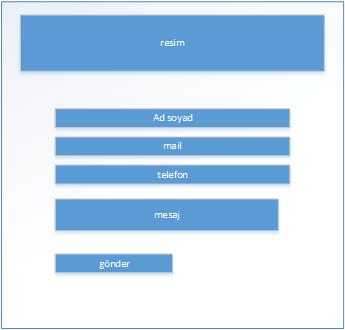 resim
Ad soyad
mail
telefon
mesaj
gönder